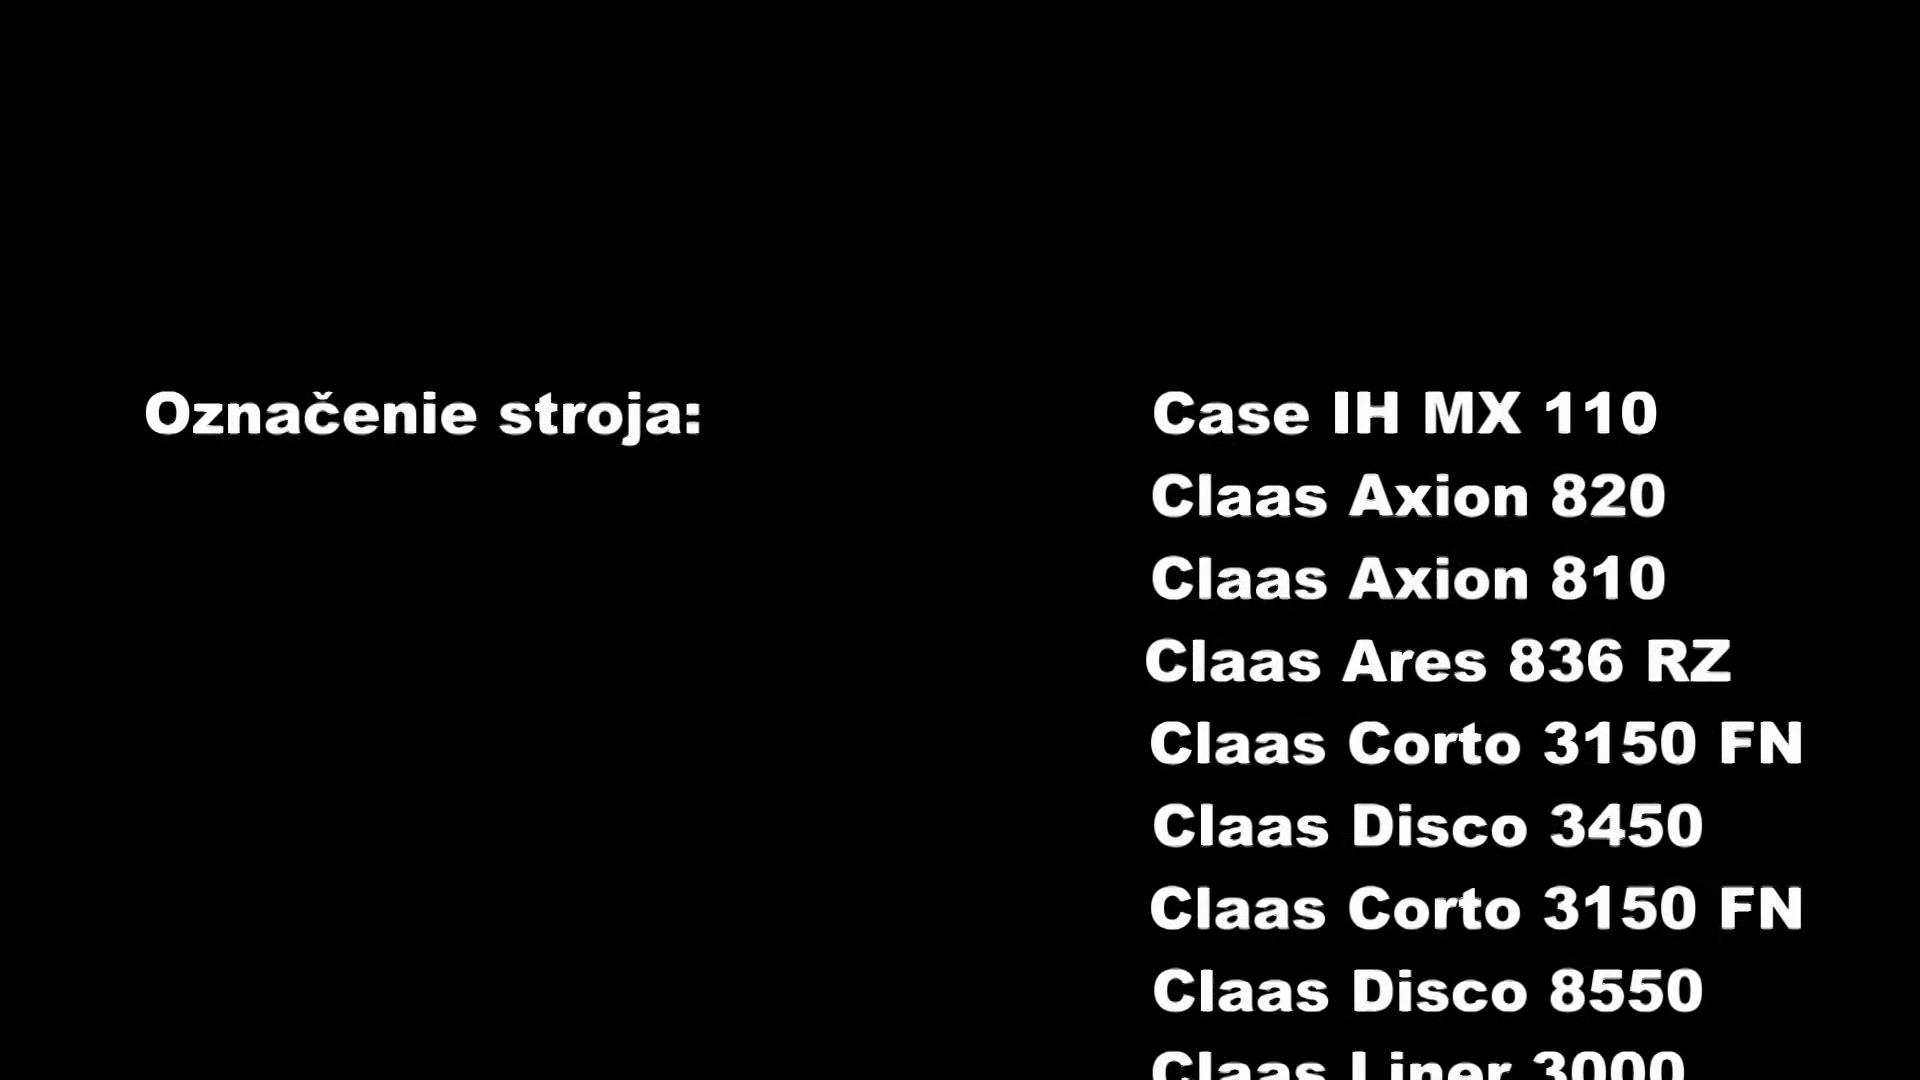 Označenie stroja: Case IH MX 110
Claas Axion 820
Claas Axion 810
Claas Ares 836 RZ
Claas Corto 3150 FN
Claas Disco 3450
Claas Corto 3150 FN
Claas Disco 8550
Claas Liner 3000